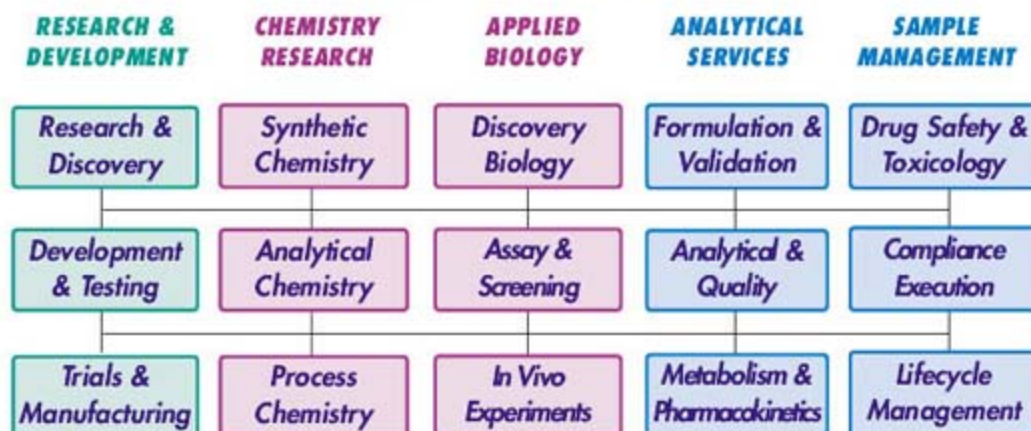 RESEARCH &
DEVELOPMENT
CHEMISTRY
RESEARCH
APPLIED
BIOLOGY
ANALYTICAL
SERVICES
SAMPLE
MANAGEMENT
Research &
Discovery
Synthetic
Chemistry
Discovery
Biology
Formulation &
Validation
Drug Safety &
Toxicology
Development
& Testing
Analytical
Chemistry
Assay &
Screening
Analytical &
Quality
Compliance
Execution
Trials &
Manufacturing
Process
Chemistry
In Vivo
Experiments
Metabolism &
Pharmacokinetics
Lifecycle
Management